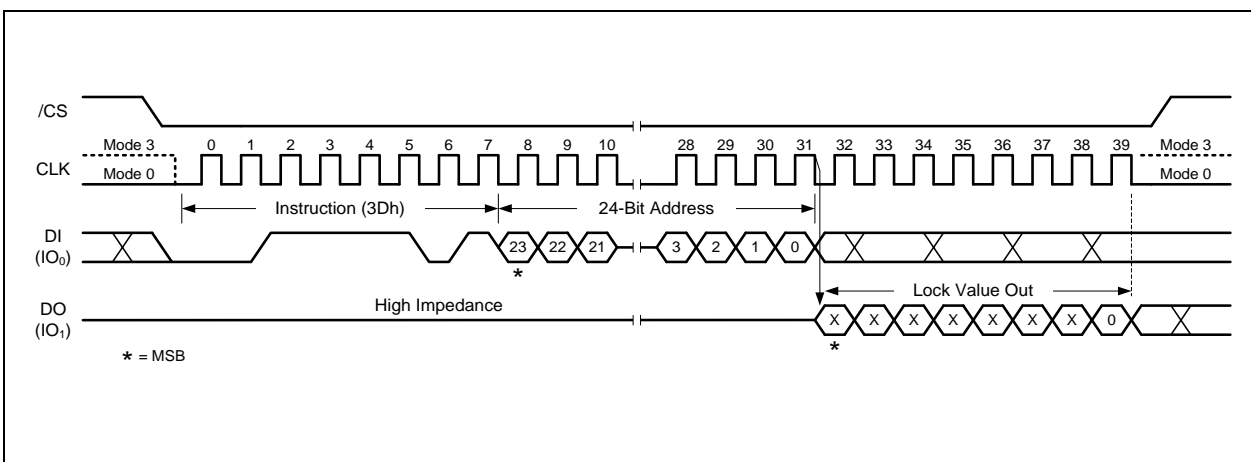 /CS
Mode 3 0 1 2 3 4 5 6 7 8 9 10 28 29 30 31 32 33 34 35 36 37 38 39 Mode 3
CLK
Mode 0 Mode 0
Instruction (3Dh) 24-Bit Address
DI
(IO₀)
23 22 21 3 2 1 0
*
High Impedance Lock Value Out
DO
(IO₁)
X X X X X X X 0
* = MSB *